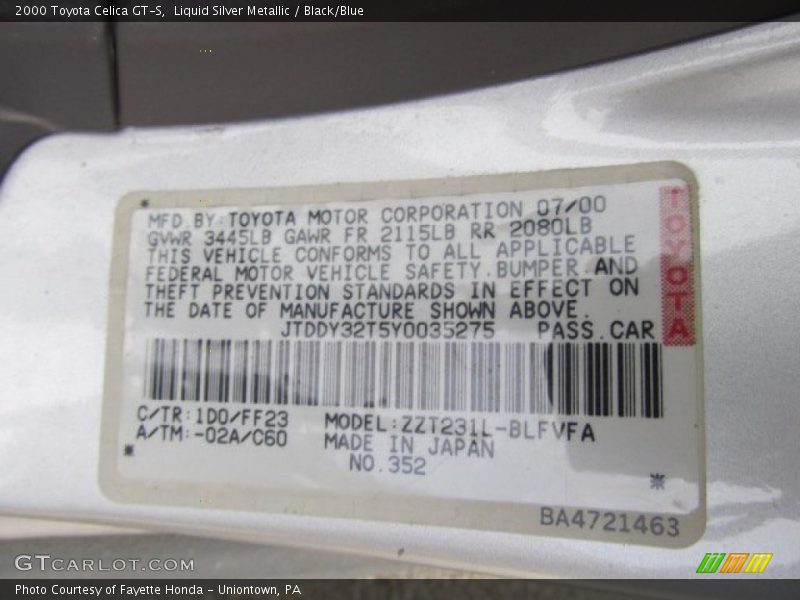 2000 Toyota Celica GT-S, Liquid Silver Metallic / Black/Blue
MFD.BY:TOYOTA MOTOR CORPORATION 07/00
GVWR 3445LB GAWR FR 2115LB RR 2080LB
THIS VEHICLE CONFORMS TO ALL APPLICABLE
FEDERAL MOTOR VEHICLE SAFETY.BUMPER.AND
THEFT PREVENTION STANDARDS IN EFFECT ON
THE DATE OF MANUFACTURE SHOWN ABOVE.
JTDDY32T5Y0035275 PASS.CAR
TOYOTA
C/TR:1D0/FF23 MODEL:ZZT231L-BLFVFA
A/TM:-02A/C60 MADE IN JAPAN
NO.352
BA4721463
GTCARLOT.COM
Photo Courtesy of Fayette Honda - Uniontown, PA